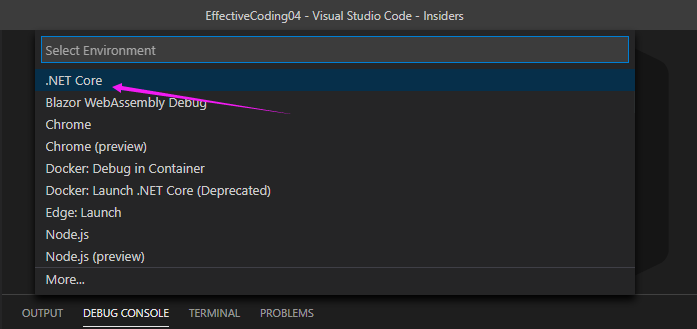 EffectiveCoding04 - Visual Studio Code - Insiders
Select Environment
.NET Core
Blazor WebAssembly Debug
Chrome
Chrome (preview)
Docker: Debug in Container
Docker: Launch .NET Core (Deprecated)
Edge: Launch
Node.js
Node.js (preview)
More...
OUTPUT DEBUG CONSOLE TERMINAL PROBLEMS